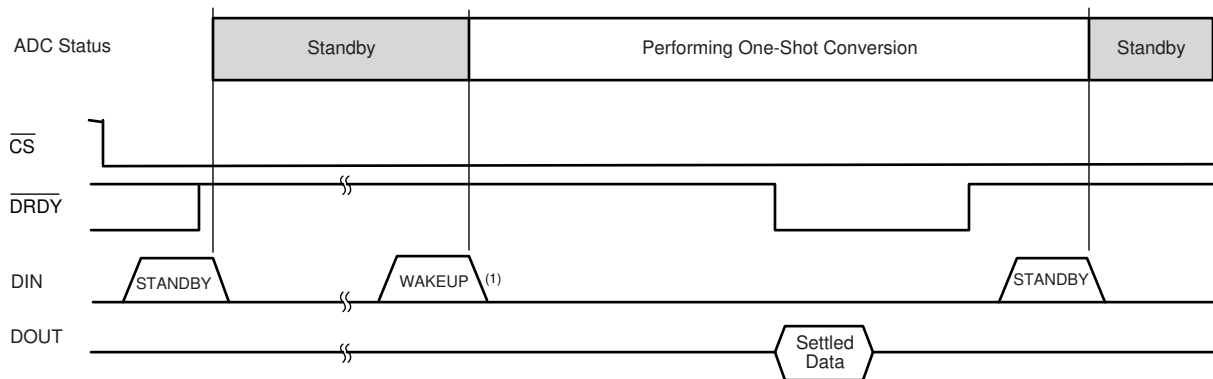 ADC Status Standby Performing One-Shot Conversion Standby
CS
DRDY
DIN STANDBY WAKEUP (1) STANDBY
DOUT Settled
Data